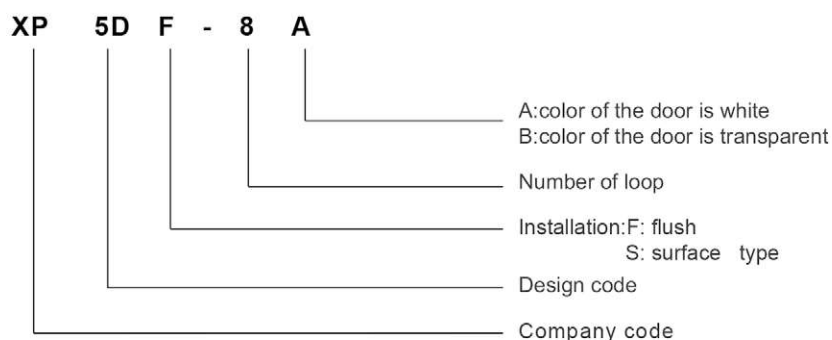 XP 5D F - 8 A
A:color of the door is white
B:color of the door is transparent
Number of loop
Installation:F: flush
S: surface type
Design code
Company code